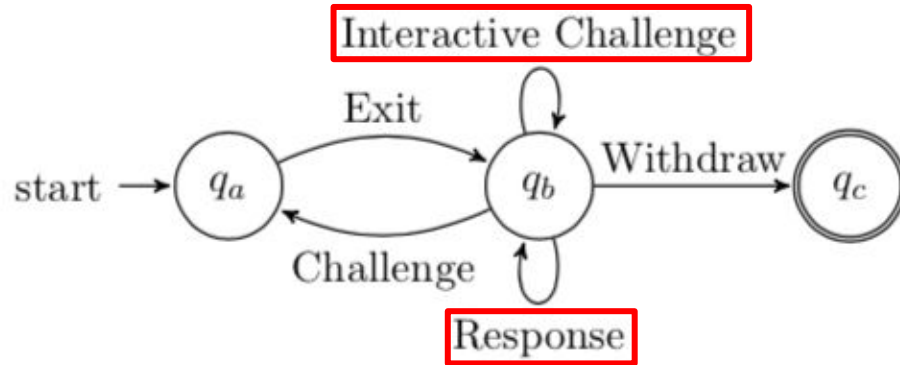 Interactive Challenge
Exit
Withdraw
start
q_a
q_b
q_c
Challenge
Response